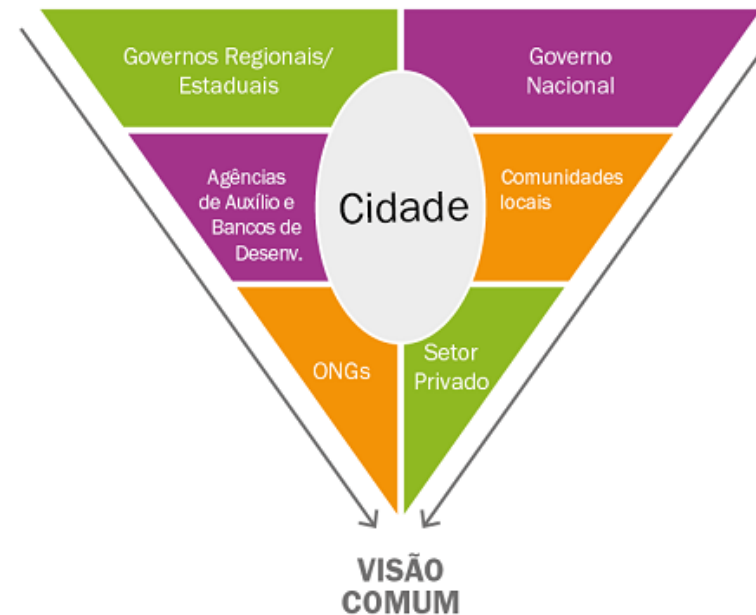 Governos Regionais/
Estaduais
Governo
Nacional
Agências
de Auxílio e
Bancos de
Desenv.
Cidade
Comunidades
locais
ONGs
Setor
Privado
VISÃO
COMUM